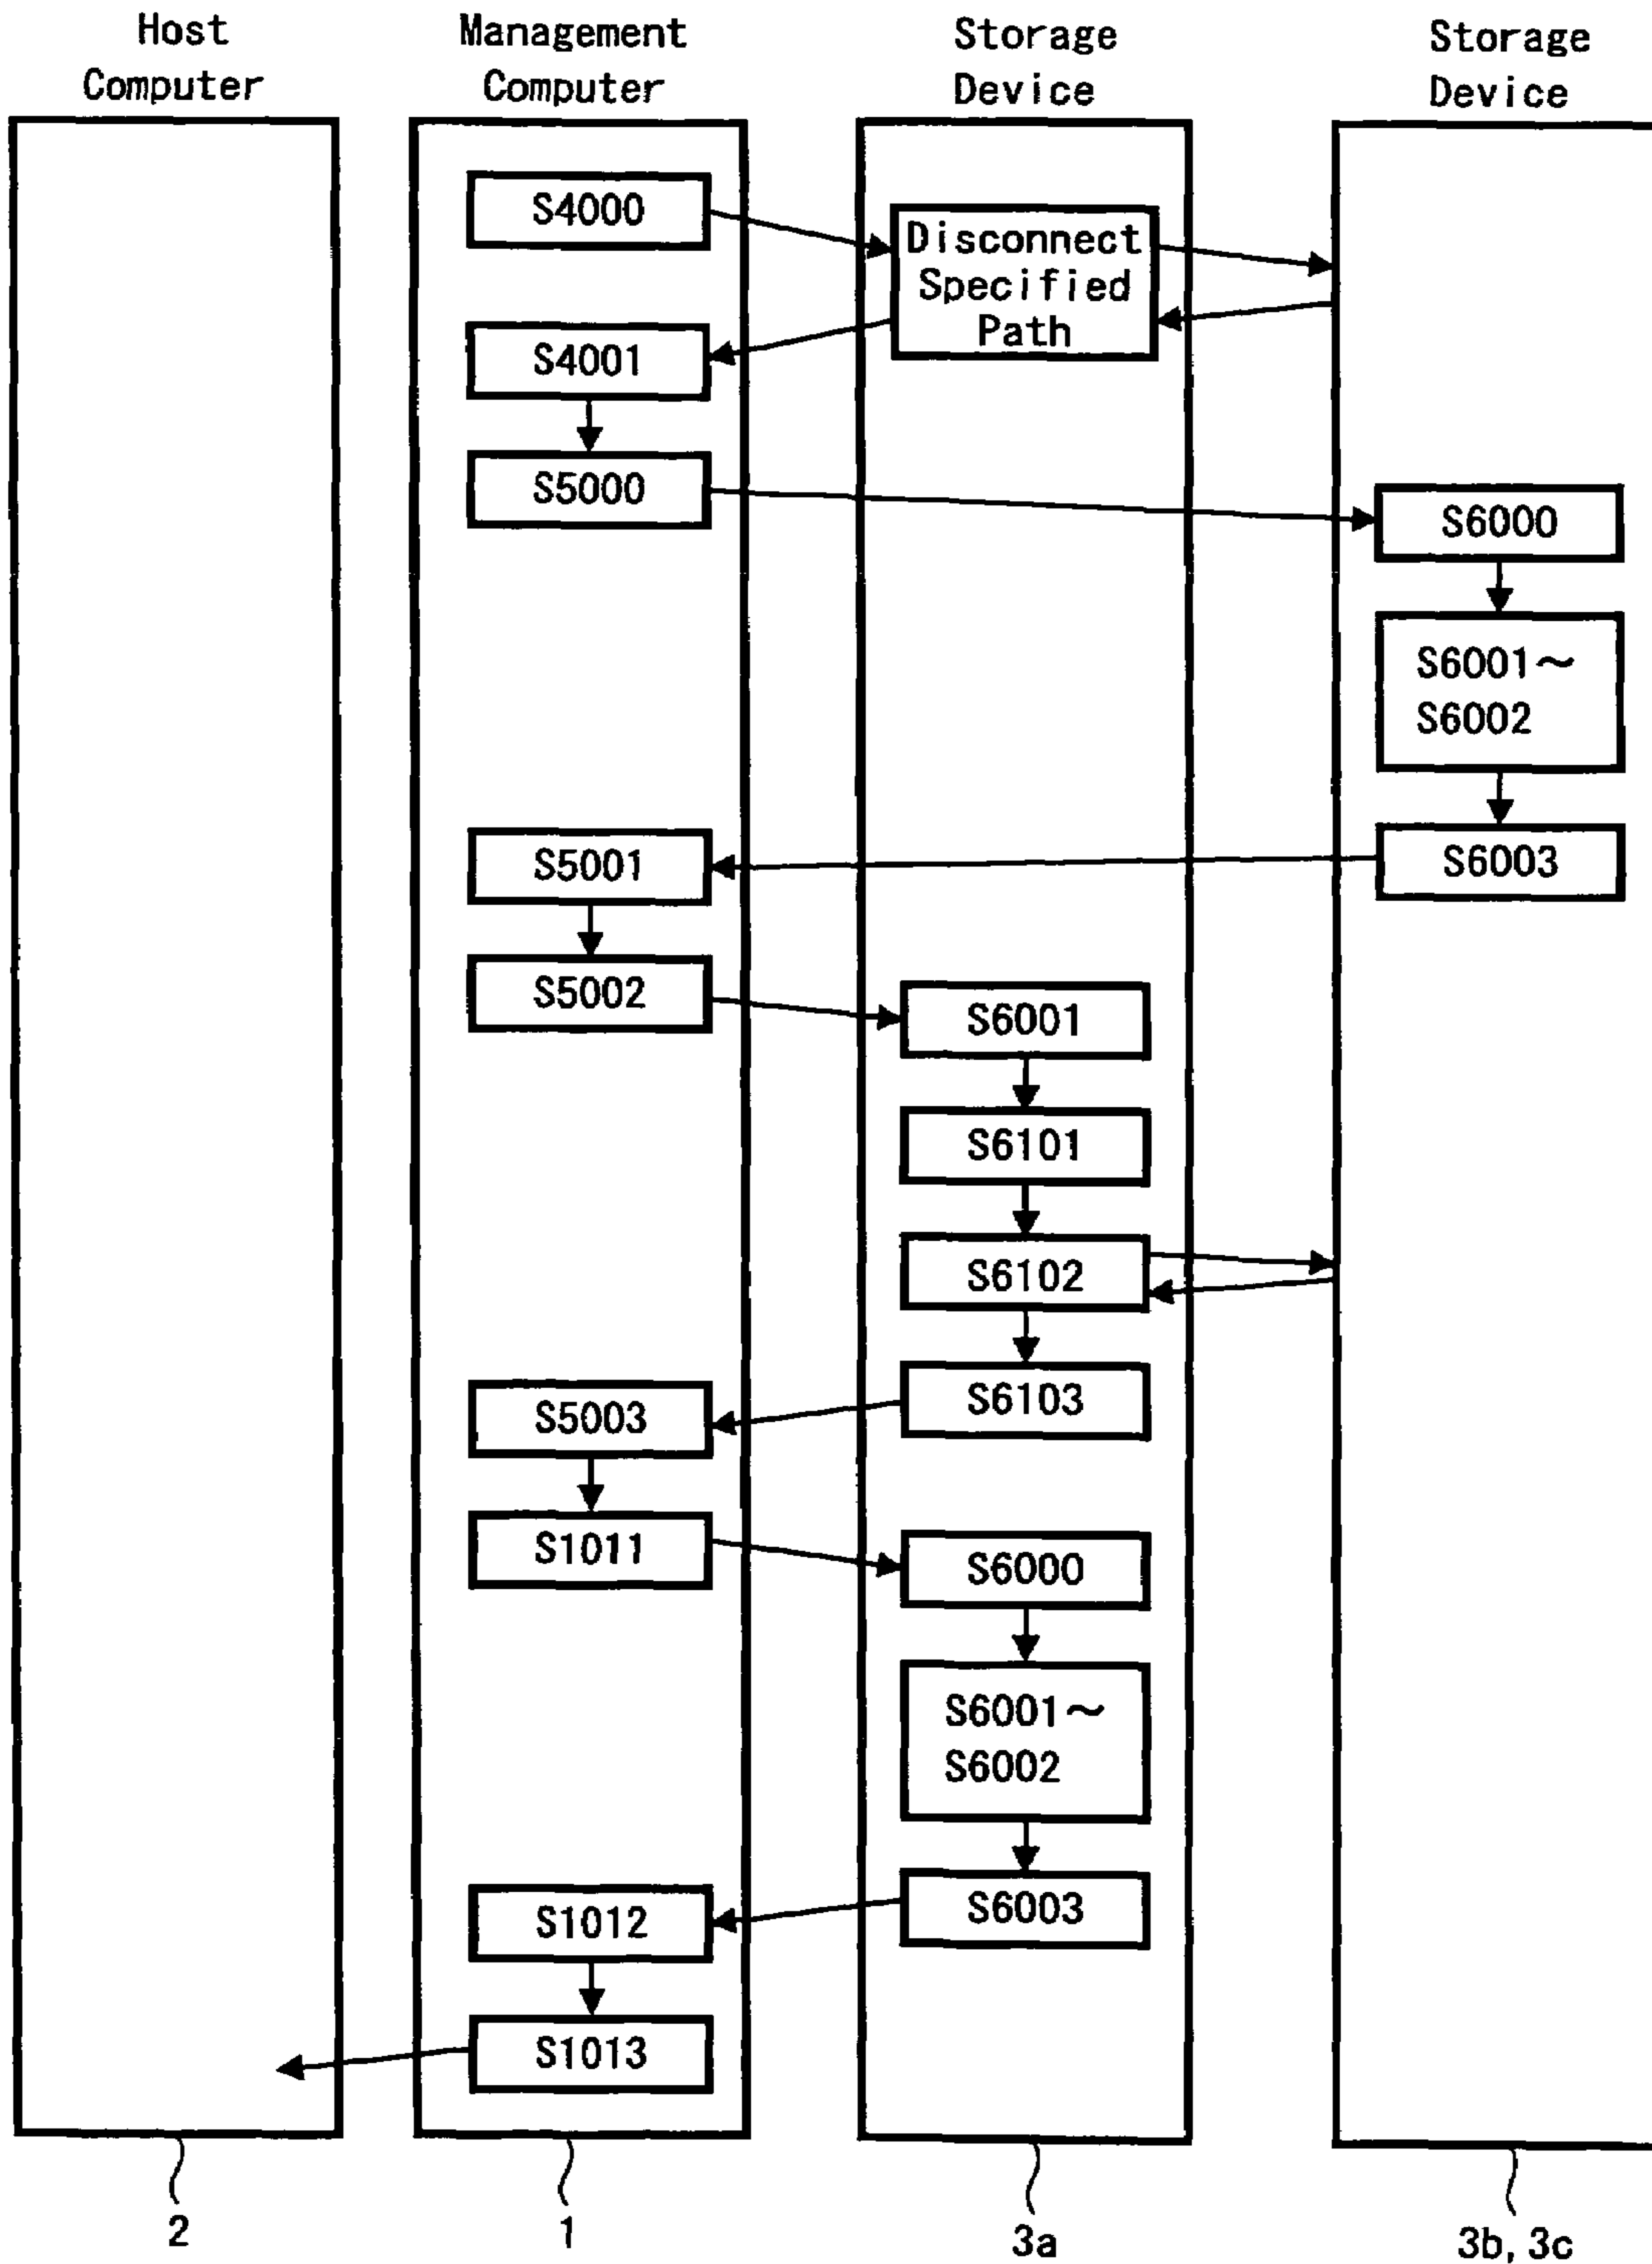 Host
Computer
Management
Computer
Storage
Device
Storage
Device
S4000
Disconnect
Specified
Path
S4001
S5000
S6000
S6001~
S6002
S5001
S6003
S5002
S6001
S6101
S6102
S6103
S5003
S1011
S6000
S6001~
S6002
S6003
S1012
S1013
2
1
3a
3b, 3c